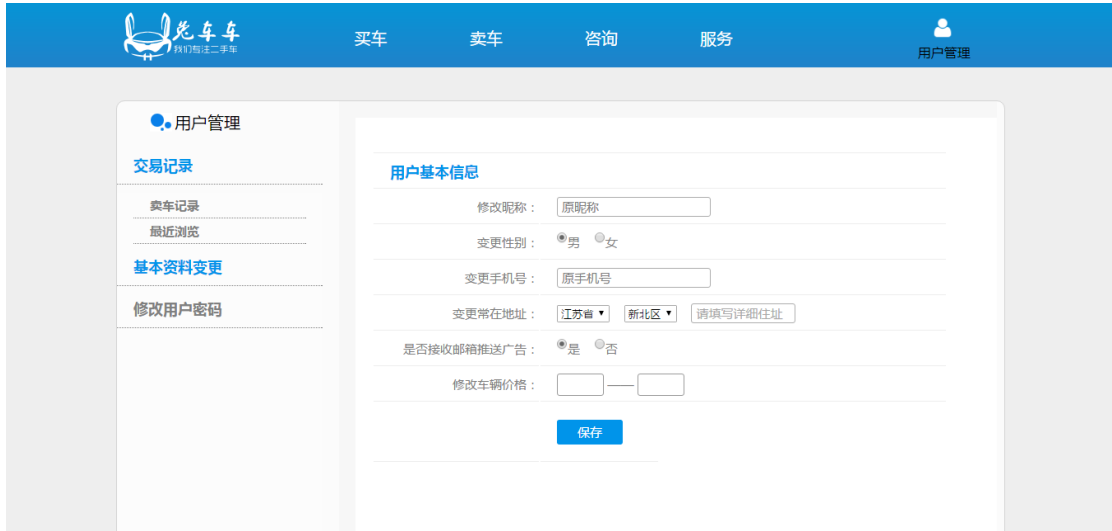 兔车车
我们专注二手车
买车 卖车 咨询 服务 用户管理
用户管理
交易记录
卖车记录
最近浏览
基本资料变更
修改用户密码
用户基本信息
修改昵称： 原昵称
变更性别： 男 女
变更手机号： 原手机号
变更常在地址： 江苏省 新北区 请填写详细住址
是否接收邮箱推送广告： 是 否
修改车辆价格： ——
保存